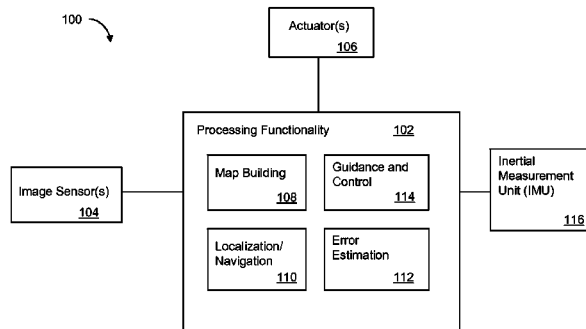 100
Actuator(s)
106
Processing Functionality 102
Map Building
108
Guidance and
Control
114
Image Sensor(s)
104
Inertial
Measurement
Unit (IMU)
116
Localization/
Navigation
110
Error
Estimation
112